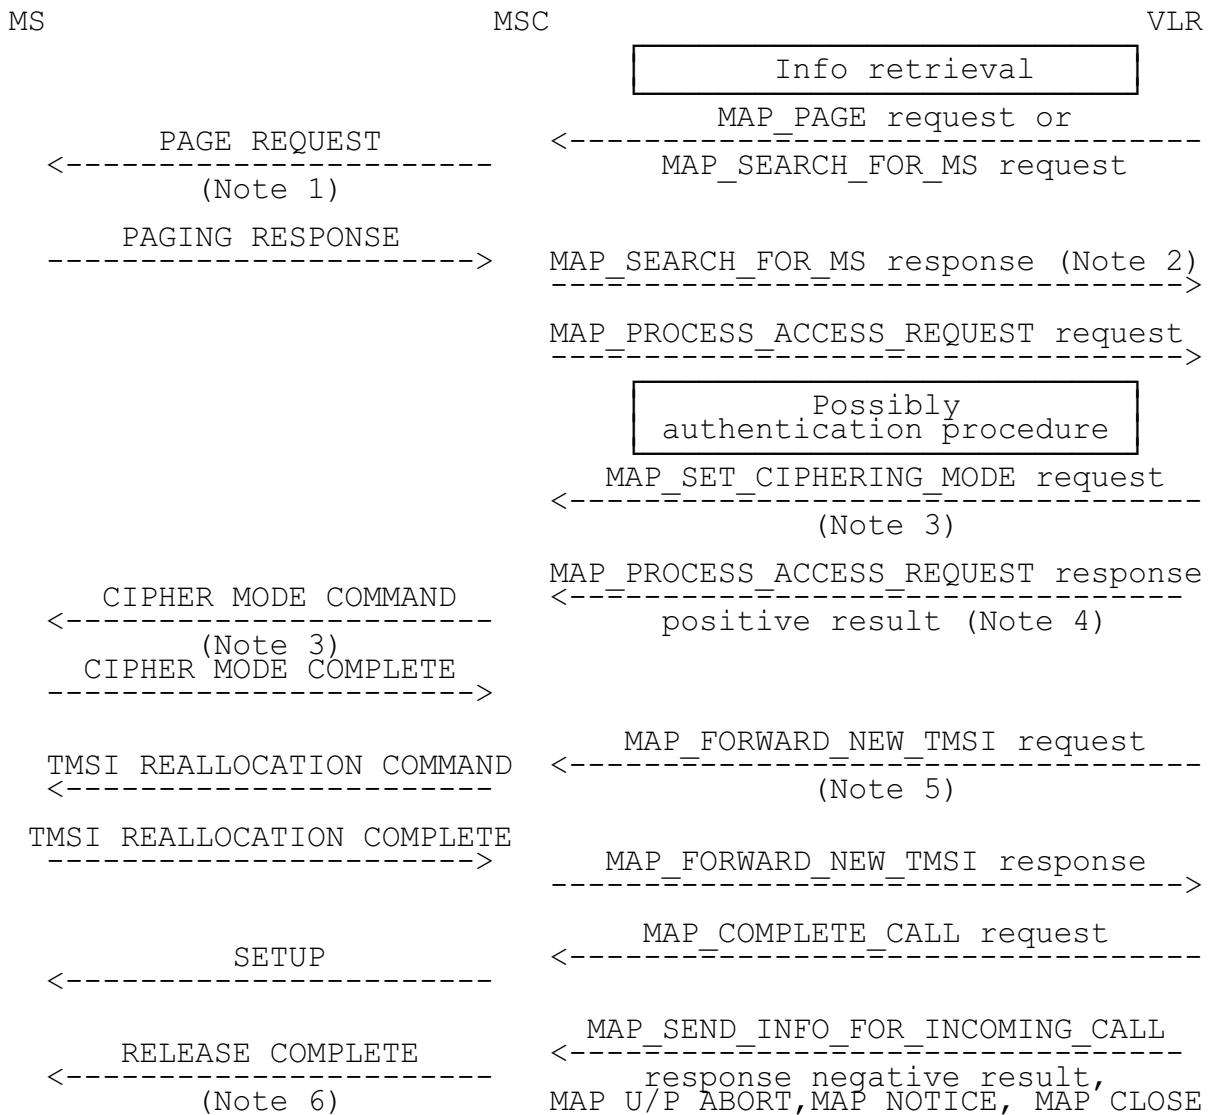 MS MSC VLR
Info retrieval
MAP_PAGE request or
PAGE REQUEST
<----------------------- <----------------------------------
MAP_SEARCH_FOR_MS request
(Note 1)
PAGING RESPONSE
-----------------------> MAP_SEARCH_FOR_MS response (Note 2)
---------------------------------->
MAP_PROCESS_ACCESS_REQUEST request
---------------------------------->
Possibly
authentication procedure
MAP_SET_CIPHERING_MODE request
<----------------------------------
(Note 3)
MAP_PROCESS_ACCESS_REQUEST response
CIPHER MODE COMMAND <---------------------------------
<----------------------- positive result (Note 4)
(Note 3)
CIPHER MODE COMPLETE
----------------------->
MAP_FORWARD_NEW_TMSI request
TMSI REALLOCATION COMMAND <----------------------------------
<----------------------- (Note 5)
TMSI REALLOCATION COMPLETE
-----------------------> MAP_FORWARD_NEW_TMSI response
---------------------------------->
MAP_COMPLETE_CALL request
SETUP <----------------------------------
<-----------------------
MAP_SEND_INFO_FOR_INCOMING_CALL
RELEASE COMPLETE <---------------------------------
<----------------------- response negative result,
(Note 6) MAP U/P ABORT,MAP NOTICE, MAP CLOSE